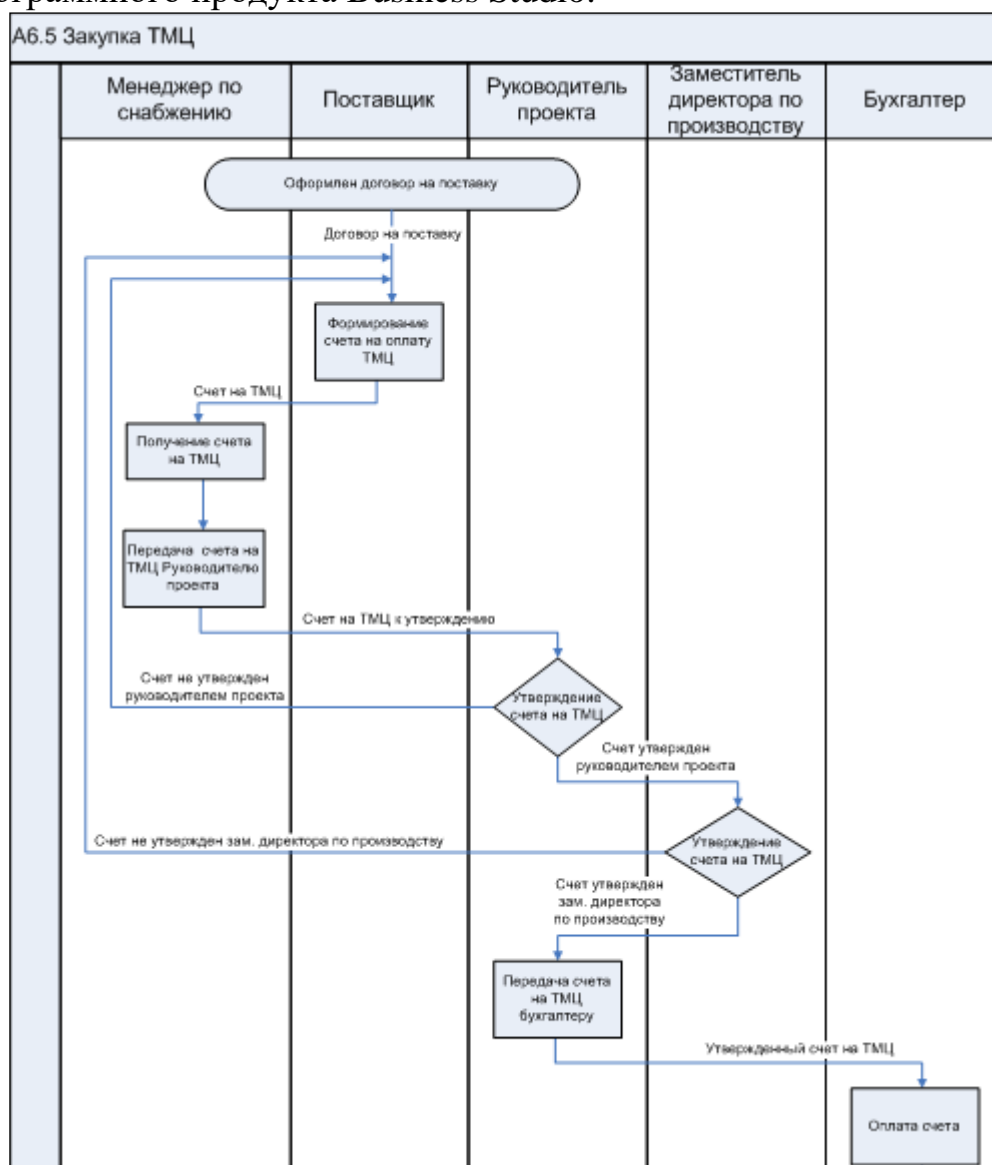 ограммного продукта Business Studio.
А6.5 Закупка ТМЦ
Менеджер по
снабжению
Поставщик
Руководитель
проекта
Заместитель
директора по
производству
Бухгалтер
Оформлен договор на поставку
Договор на поставку
Формирование
счета на оплату
ТМЦ
Счет на ТМЦ
Получение счета
на ТМЦ
Передача счета на
ТМЦ Руководителю
проекта
Счет на ТМЦ к утверждению
Счет не утвержден
руководителем проекта
Утверждение
счета на ТМЦ
Счет утвержден
руководителем проекта
Счет не утвержден зам. директора по производству
Утверждение
счета на ТМЦ
Счет утвержден
зам. директора
по производству
Передача счета
на ТМЦ
бухгалтеру
Утвержденный счет на ТМЦ
Оплата счета